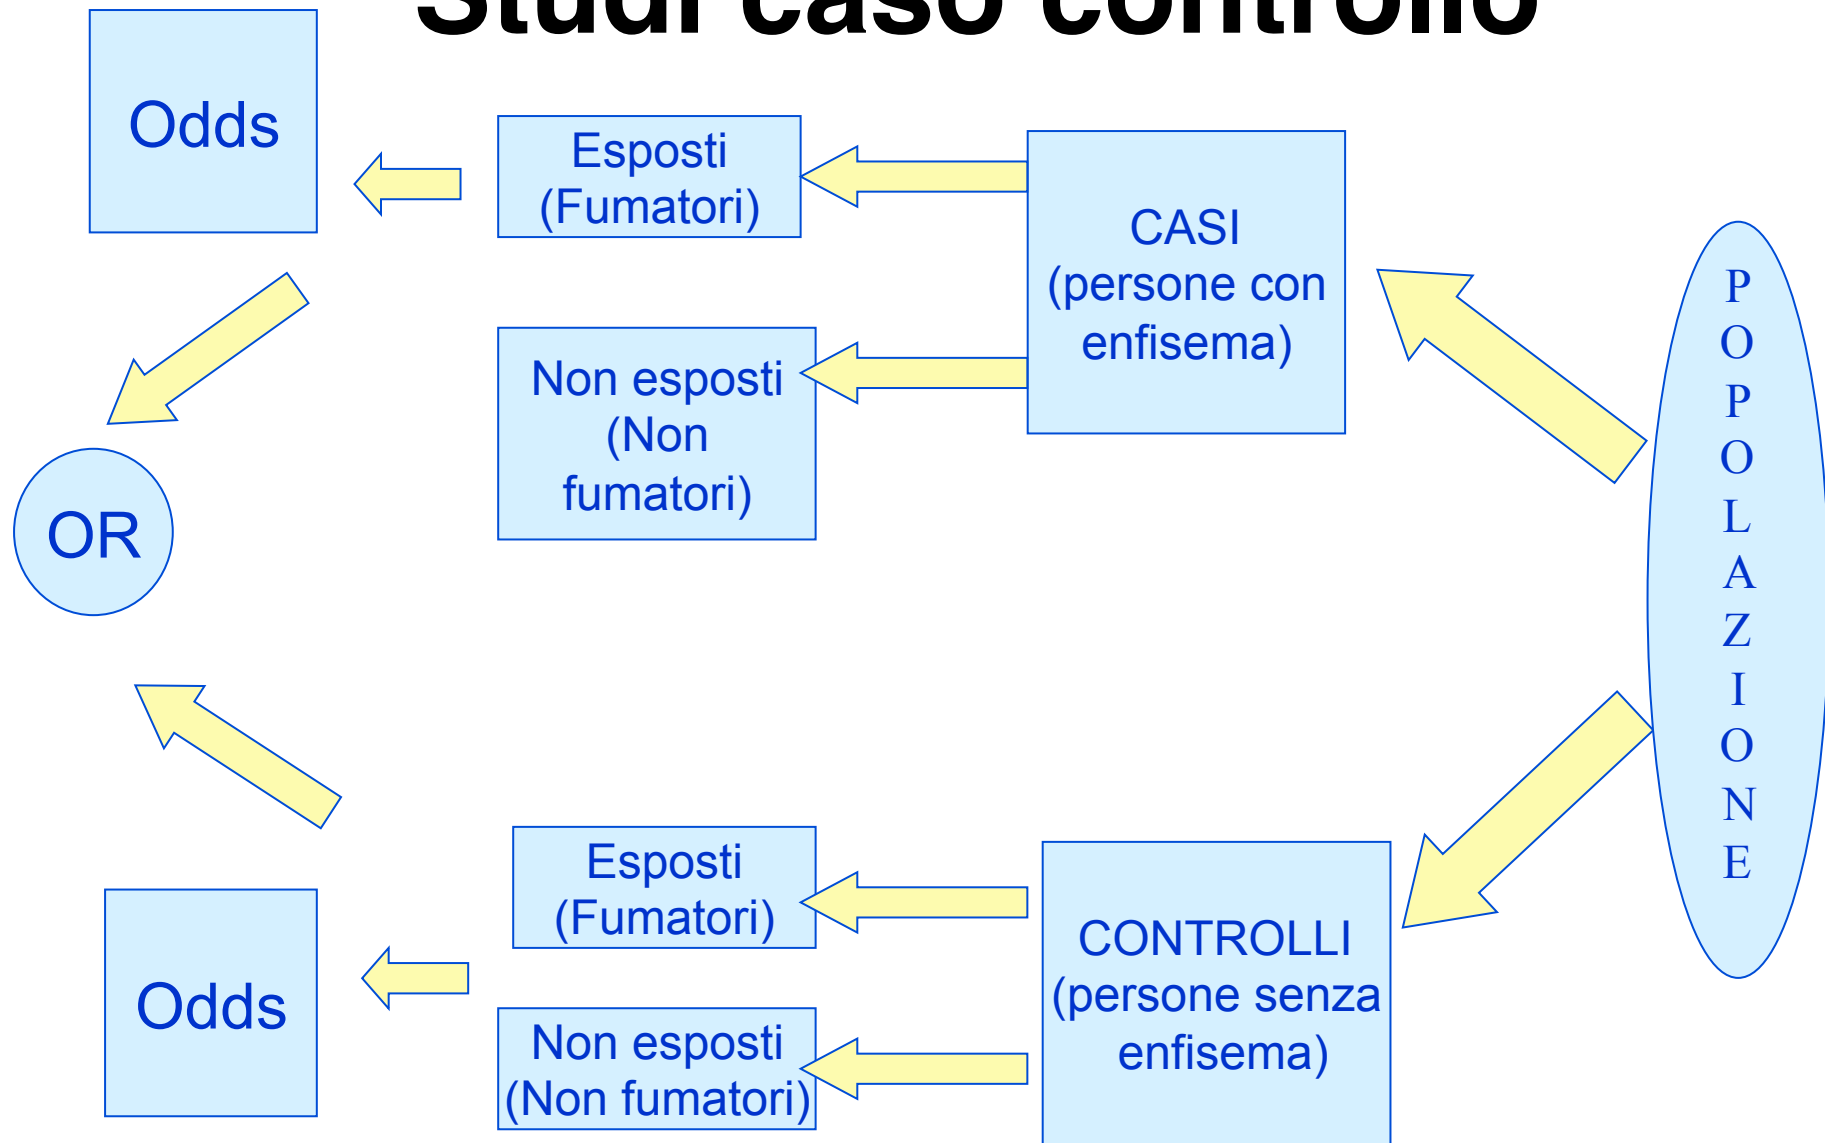 Studi caso controllo
Odds
Esposti
(Fumatori)
CASI
(persone con
enfisema)
Non esposti
(Non
fumatori)
OR
P
O
P
O
L
A
Z
I
O
N
E
Esposti
(Fumatori)
CONTROLLI
(persone senza
enfisema)
Odds
Non esposti
(Non fumatori)